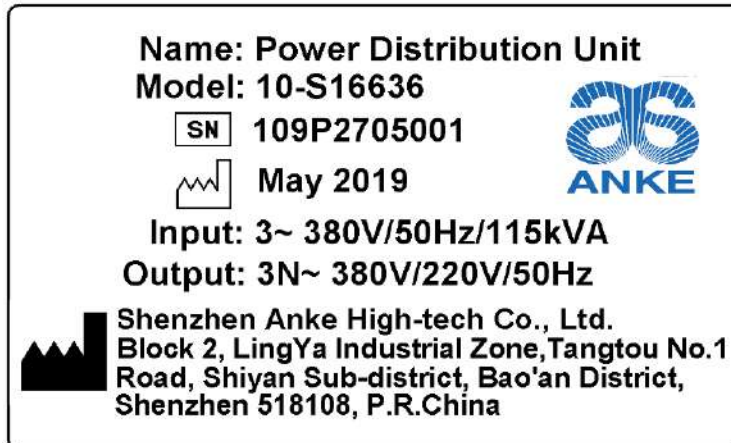 Name: Power Distribution Unit
Model: 10-S16636
SN 109P2705001
ANKE
May 2019
Input: 3~ 380V/50Hz/115kVA
Output: 3N~ 380V/220V/50Hz
Shenzhen Anke High-tech Co., Ltd.
Block 2, LingYa Industrial Zone,Tangtou No.1
Road, Shiyan Sub-district, Bao'an District,
Shenzhen 518108, P.R.China